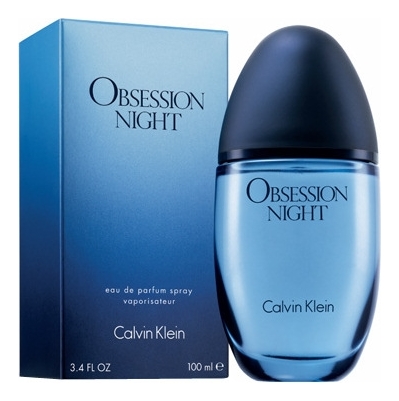 OBSESSION
NIGHT
eau de parfum spray
vaporisateur
Calvin Klein
3.4 FL OZ 100 ml ℮
OBSESSION
NIGHT
Calvin Klein